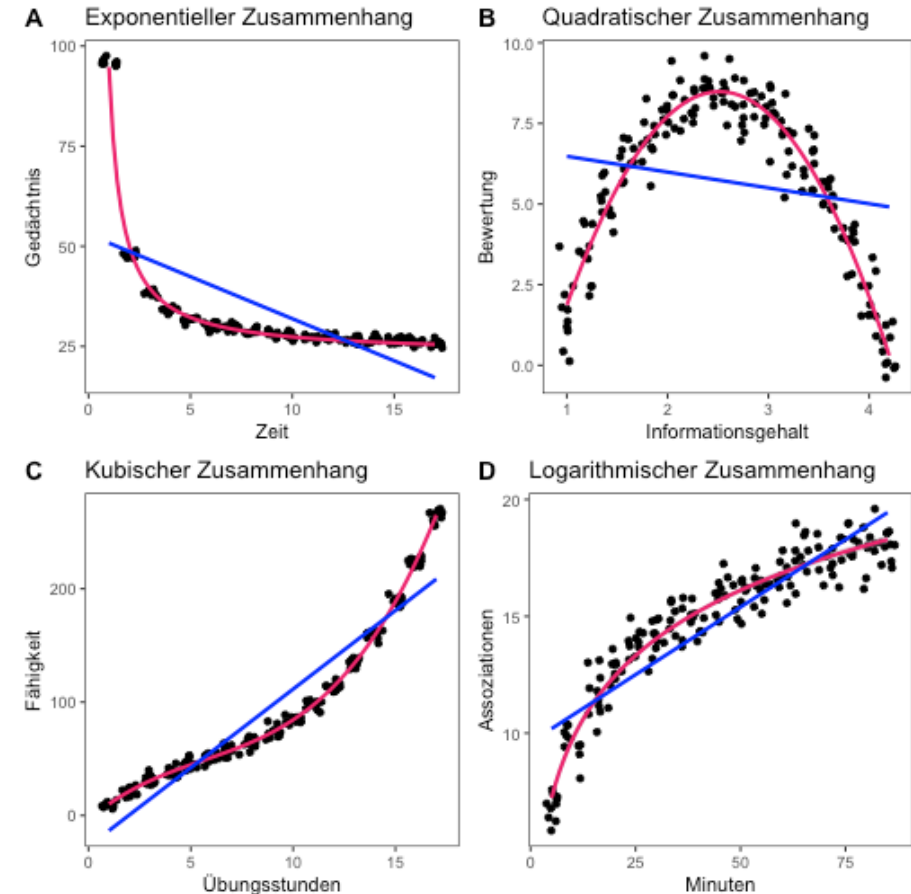 A Exponentieller Zusammenhang
100
75
50
25
Gedächtnis
0 5 10 15
Zeit
B Quadratischer Zusammenhang
10.0
7.5
5.0
2.5
0.0
Bewertung
1 2 3 4
Informationsgehalt
C Kubischer Zusammenhang
200
100
0
Fähigkeit
0 5 10 15
Übungsstunden
D Logarithmischer Zusammenhang
20
15
10
Assoziationen
0 25 50 75
Minuten